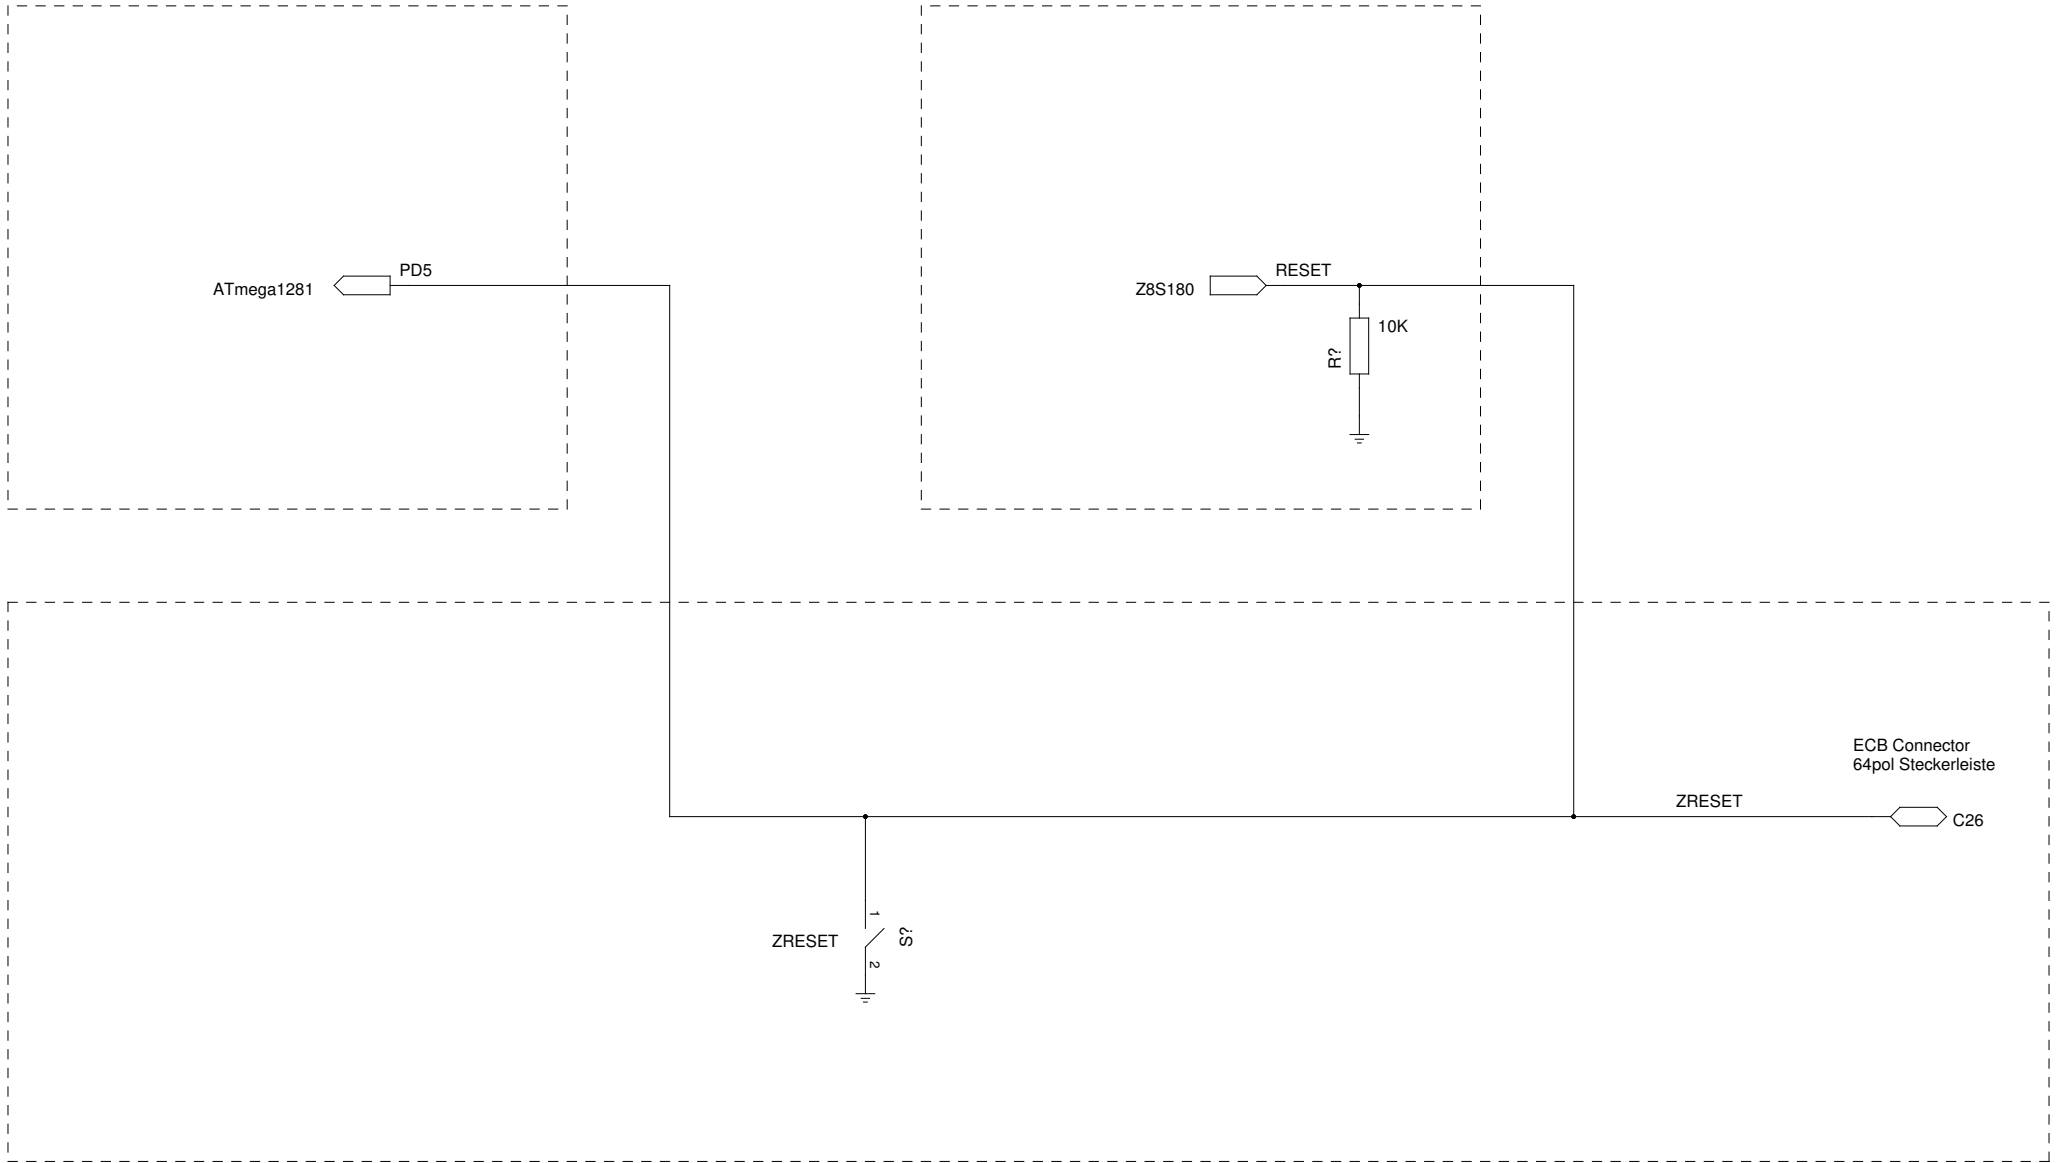 PD5
ATmega1281
RESET
Z8S180
10K
R?
ECB Connector
64pol Steckerleiste
ZRESET
C26
1
ZRESET
S?
2